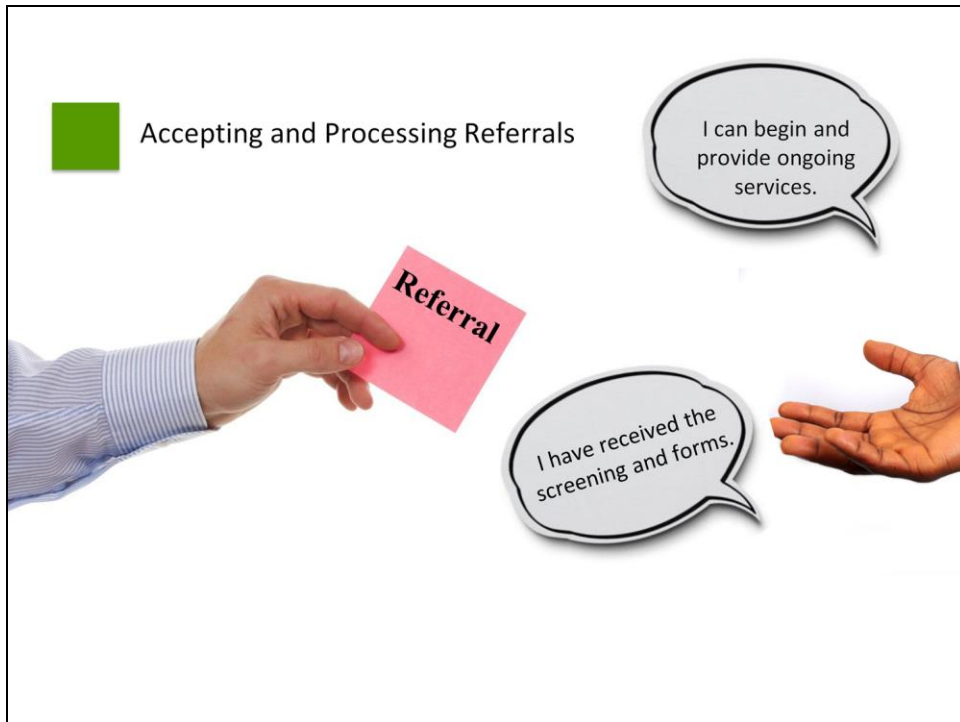 Accepting and Processing Referrals
I can begin and
provide ongoing
services.
Referral
I have received the
screening and forms.